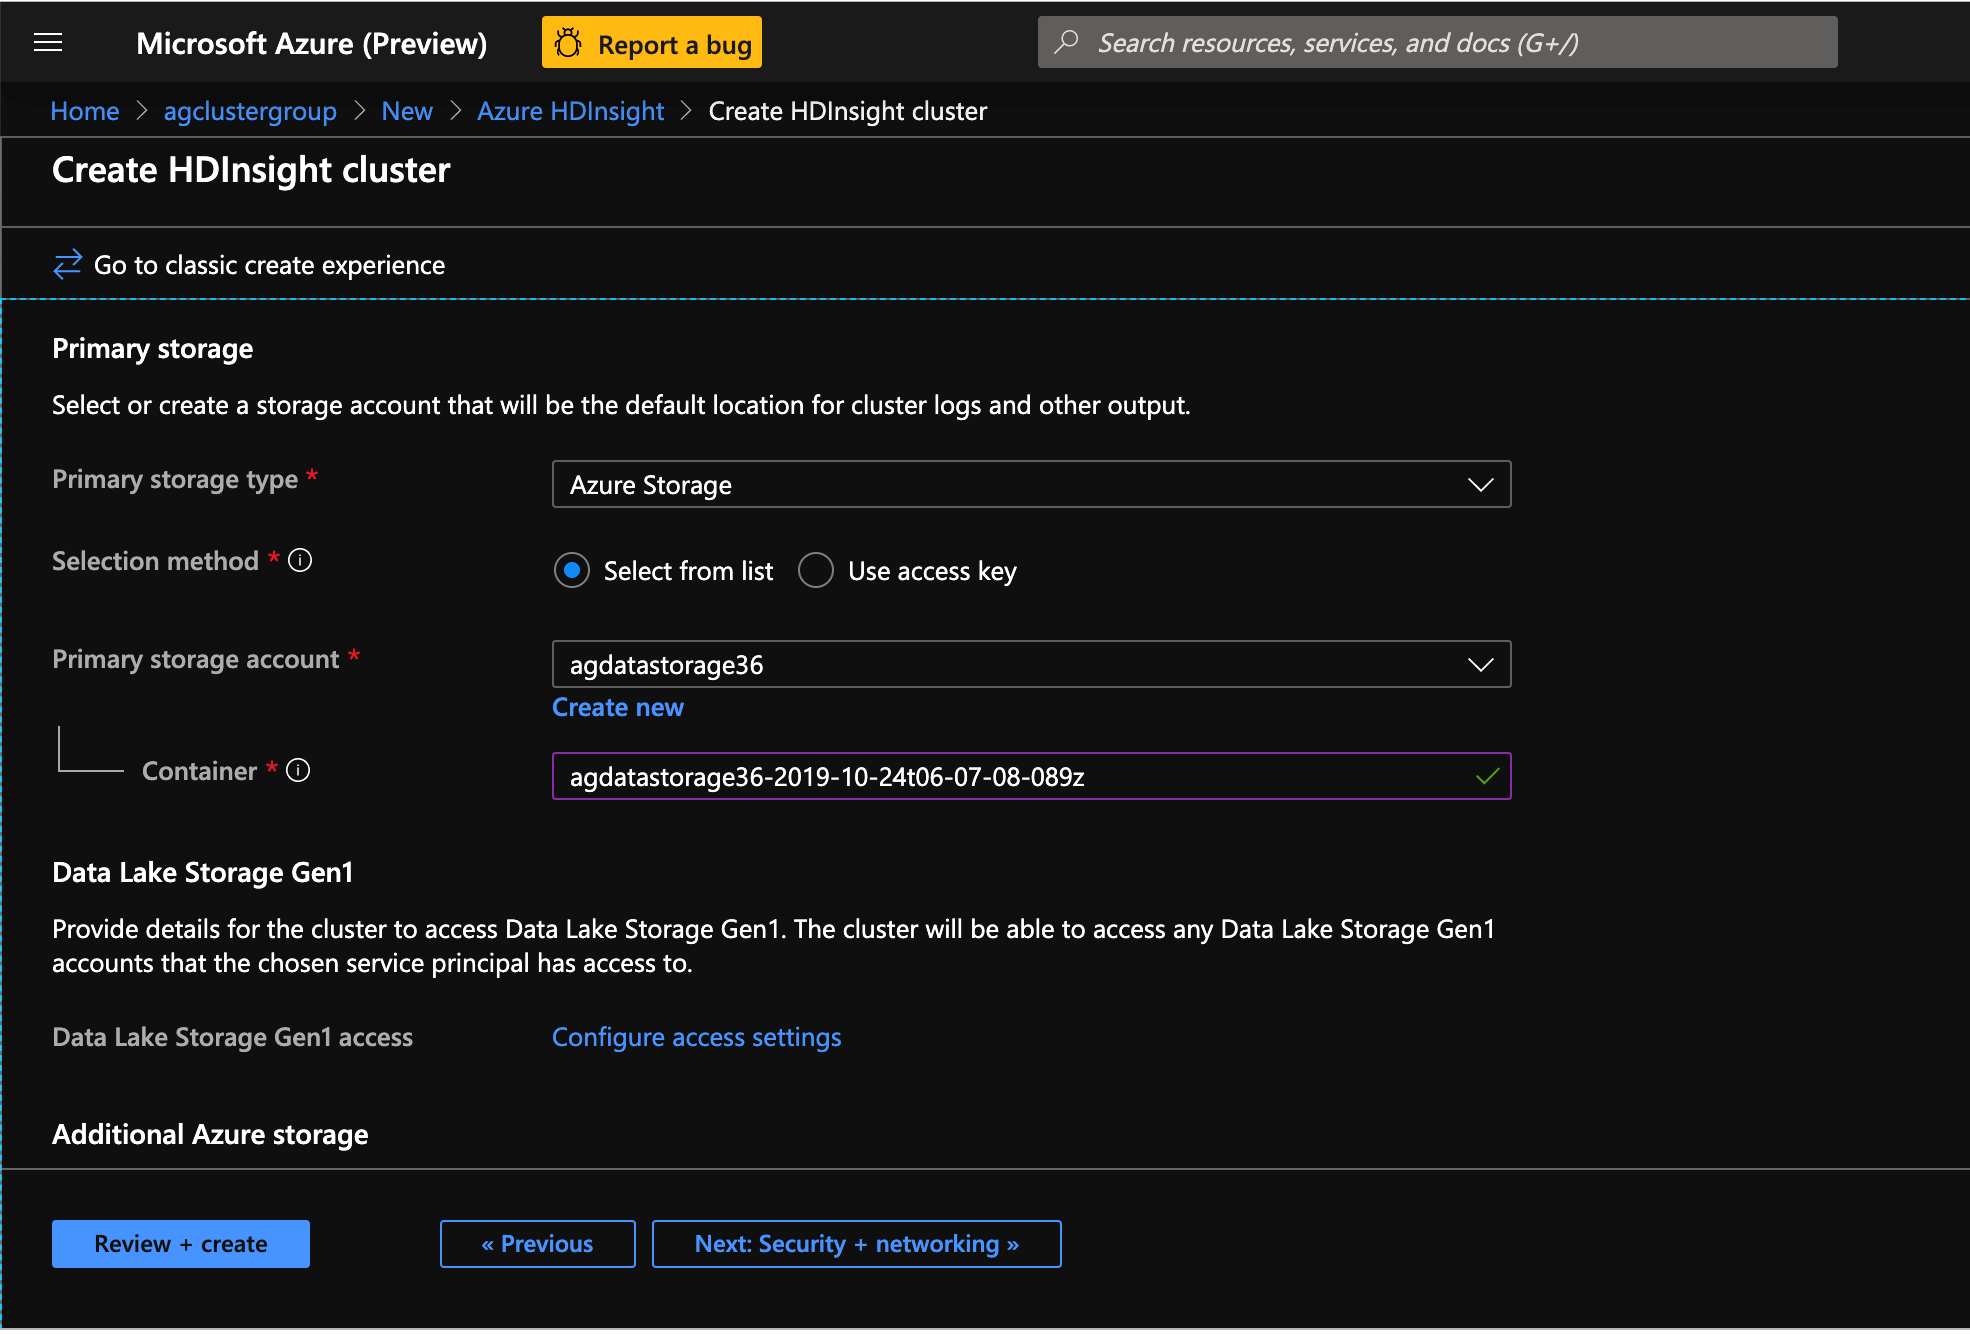 Microsoft Azure (Preview)
Report a bug
Search resources, services, and docs (G+/)
Home > agclustergroup > New > Azure HDInsight > Create HDInsight cluster
Create HDInsight cluster
Go to classic create experience
Primary storage
Select or create a storage account that will be the default location for cluster logs and other output.
Primary storage type *
Azure Storage
Selection method *
Select from list
Use access key
Primary storage account *
agdatastorage36
Create new
Container *
agdatastorage36-2019-10-24t06-07-08-089z
Data Lake Storage Gen1
Provide details for the cluster to access Data Lake Storage Gen1. The cluster will be able to access any Data Lake Storage Gen1
accounts that the chosen service principal has access to.
Data Lake Storage Gen1 access
Configure access settings
Additional Azure storage
Review + create
« Previous
Next: Security + networking »